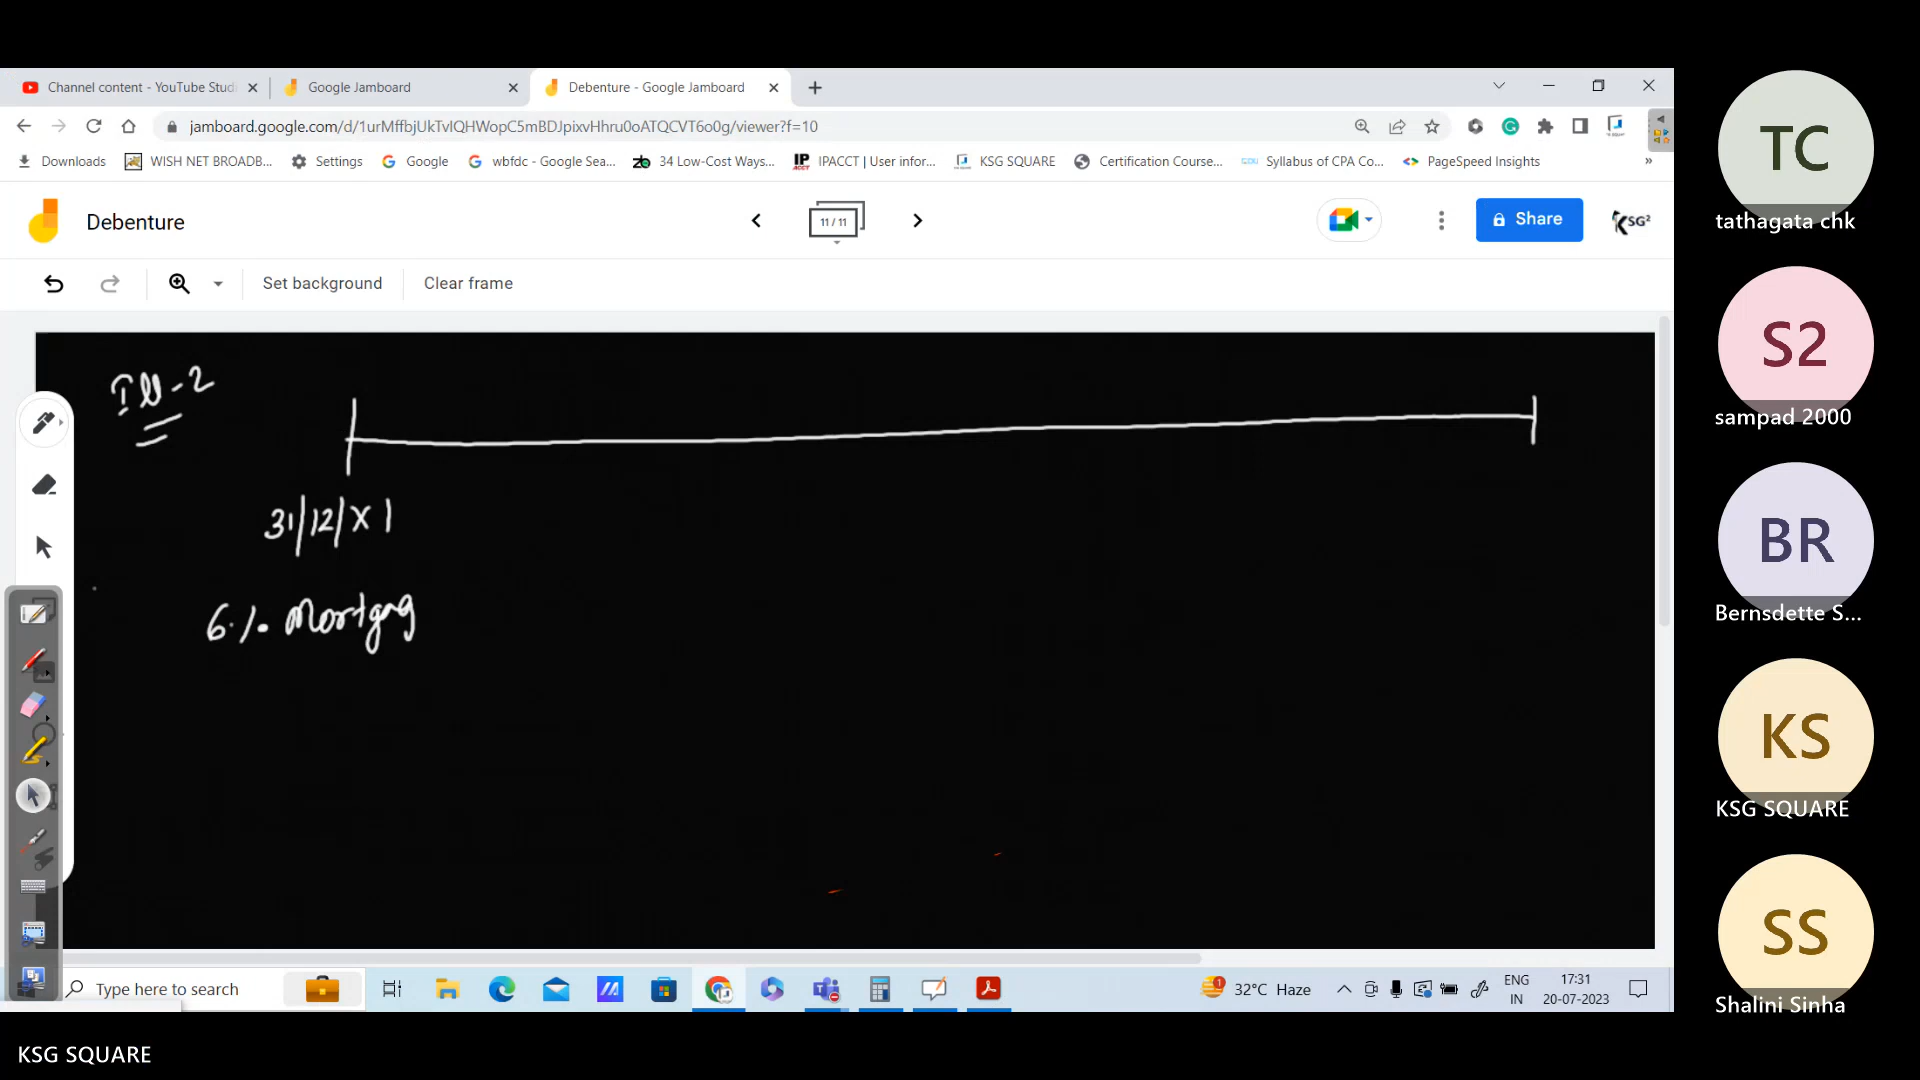 Channel content - YouTube Studi
Google Jamboard
Debenture - Google Jamboard
jamboard.google.com/d/1urMffbjUkTvIQHWopC5mBDJpixvHhru0oATQCVT6o0g/viewer?f=10
Downloads
WISH NET BROADB...
Settings
Google
wbfdc - Google Sea...
34 Low-Cost Ways...
IPACCT | User infor...
KSG SQUARE
Certification Course...
Syllabus of CPA Co...
PageSpeed Insights
»
Debenture
11 / 11
Share
KSG²
Set background
Clear frame
Ill-2
31/12/X1
6% Mortgag
Type here to search
32°C Haze
ENG
IN
17:31
20-07-2023
TC
tathagata chk
S2
sampad 2000
BR
Bernsdette S...
KS
KSG SQUARE
SS
Shalini Sinha
KSG SQUARE